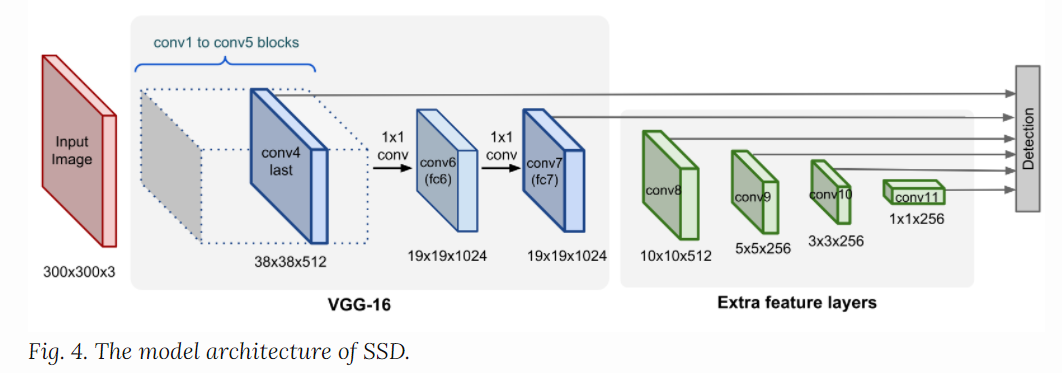 conv1 to conv5 blocks
Input
Image
conv4
last
1x1
conv
conv6
(fc6)
1x1
conv
conv7
(fc7)
conv8
conv9
conv10
conv11
Detection
300x300x3
38x38x512
19x19x1024
19x19x1024
10x10x512
5x5x256
3x3x256
1x1x256
VGG-16
Extra feature layers
Fig. 4. The model architecture of SSD.